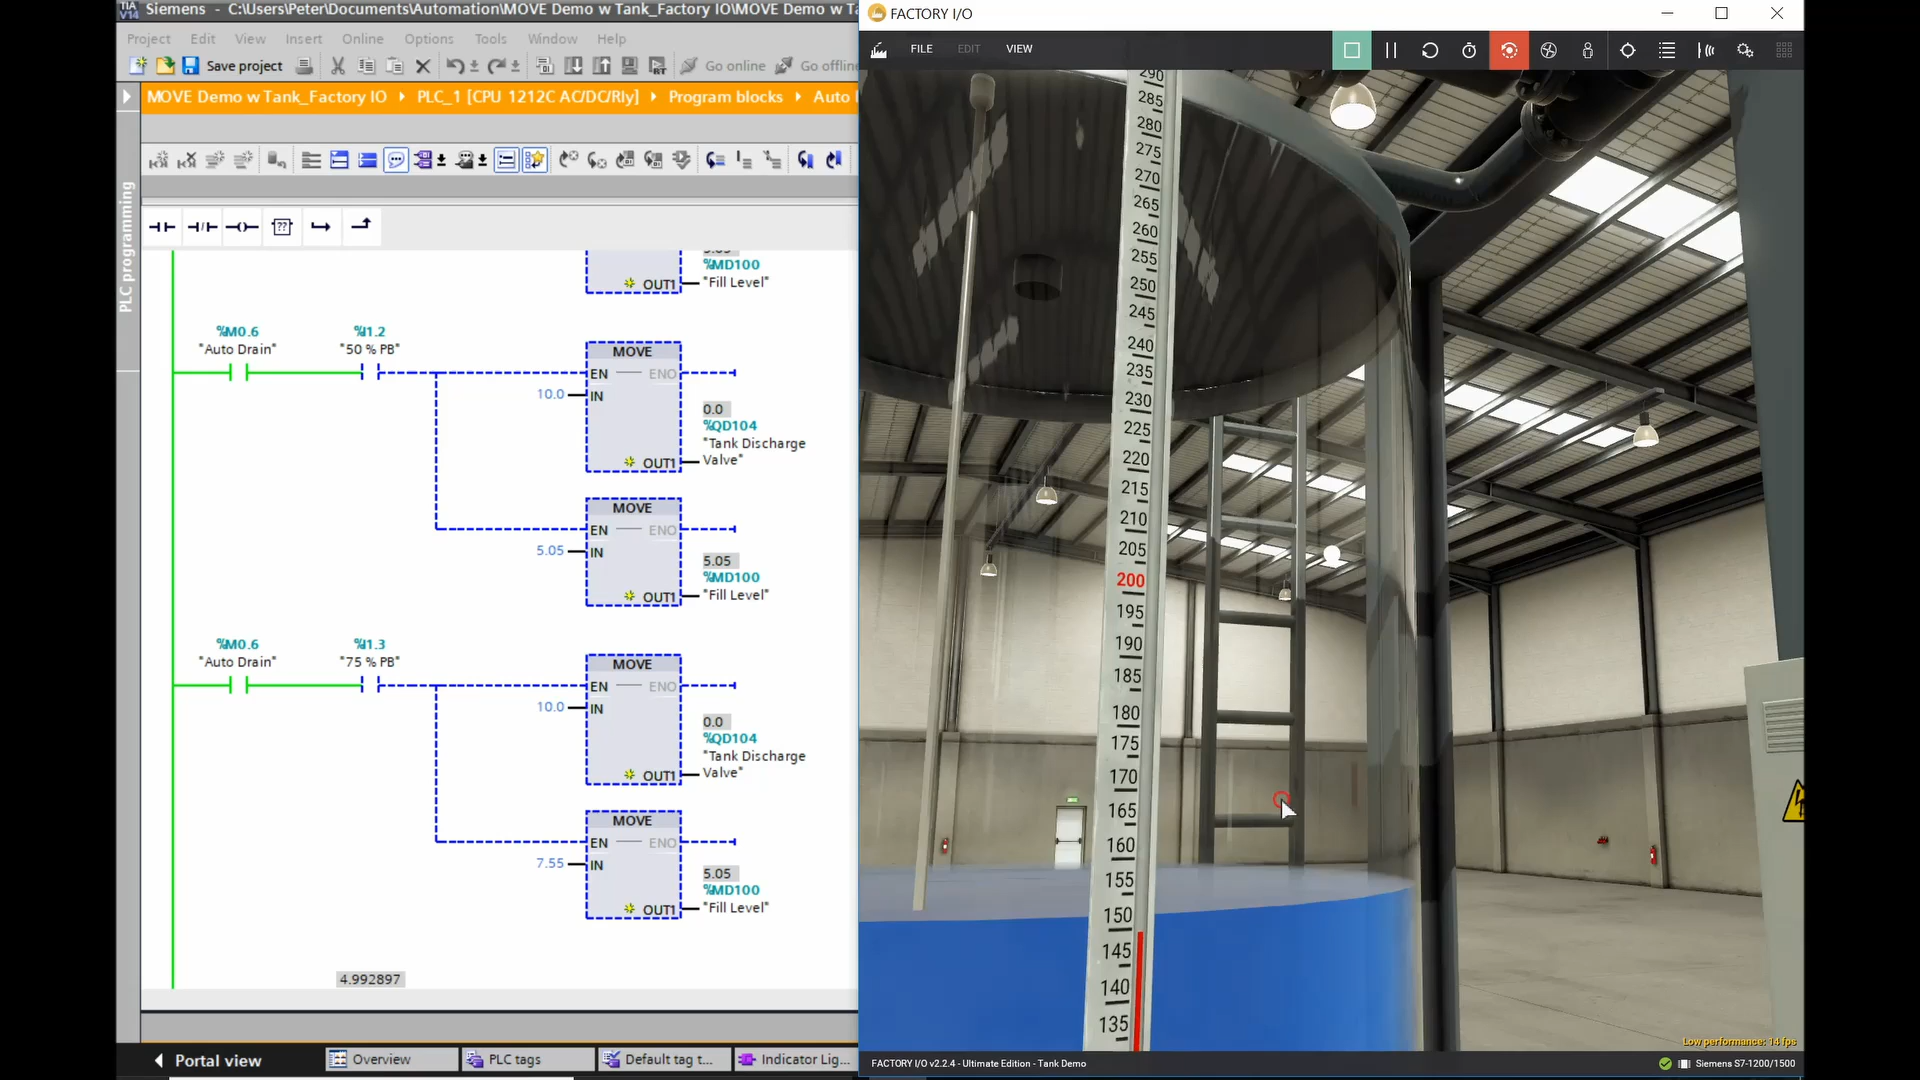 TIA
V14
Siemens - C:\Users\Peter\Documents\Automation\MOVE Demo w Tank_Factory IO\MOVE Demo w Ta
Project Edit View Insert Online Options Tools Window Help
Save project
Go online
Go offline
MOVE Demo w Tank_Factory IO
PLC_1 [CPU 1212C AC/DC/Rly]
Program blocks
Auto
PLC programming
??
%MD100
OUT1
"Fill Level"
%M0.6
"Auto Drain"
%I1.2
"50 % PB"
MOVE
EN
ENO
10.0
IN
0.0
%QD104
"Tank Discharge
Valve"
OUT1
MOVE
EN
ENO
5.05
IN
5.05
%MD100
OUT1
"Fill Level"
%M0.6
"Auto Drain"
%I1.3
"75 % PB"
MOVE
EN
ENO
10.0
IN
0.0
%QD104
"Tank Discharge
Valve"
OUT1
MOVE
EN
ENO
7.55
IN
5.05
%MD100
OUT1
"Fill Level"
4.992897
Portal view
Overview
PLC tags
Default tag t...
Indicator Lig...
FACTORY I/O
FILE EDIT VIEW
290
285
280
275
270
265
260
255
250
245
240
235
230
225
220
215
210
205
200
195
190
185
180
175
170
165
160
155
150
145
140
135
Low performance: 14 fps
FACTORY I/O v2.2.4 - Ultimate Edition - Tank Demo
Siemens S7-1200/1500